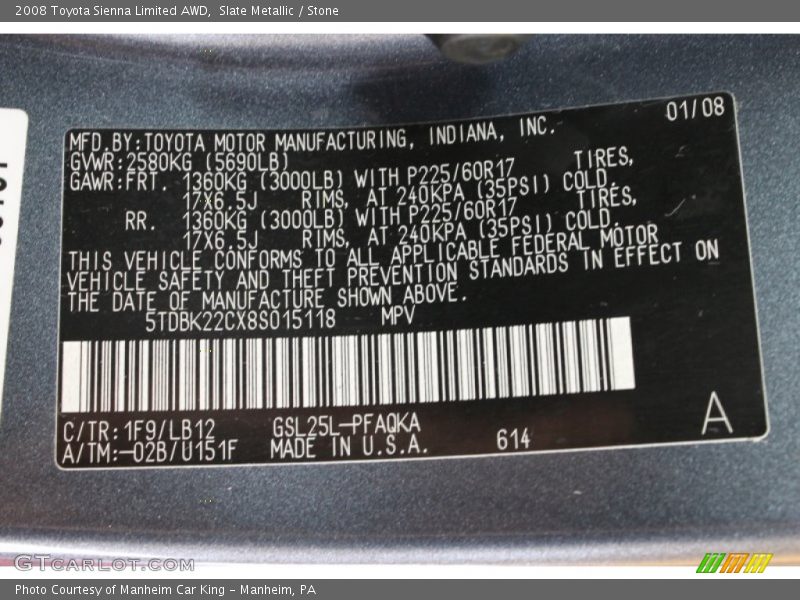 2008 Toyota Sienna Limited AWD,  Slate Metallic / Stone
01/08
MFD.BY:TOYOTA MOTOR MANUFACTURING, INDIANA, INC.
GVWR:2580KG (5690LB)
GAWR:FRT. 1360KG (3000LB) WITH P225/60R17 TIRES,
17X6.5J RIMS, AT 240KPA (35PSI) COLD.
RR. 1360KG (3000LB) WITH P225/60R17 TIRES,
17X6.5J RIMS, AT 240KPA (35PSI) COLD.
THIS VEHICLE CONFORMS TO ALL APPLICABLE FEDERAL MOTOR
VEHICLE SAFETY AND THEFT PREVENTION STANDARDS IN EFFECT ON
THE DATE OF MANUFACTURE SHOWN ABOVE.
5TDBK22CX8S015118 MPV
C/TR:1F9/LB12 GSL25L-PFAQKA
A/TM:-02B/U151F MADE IN U.S.A. 614
A
GTCARLOT.COM
Photo Courtesy of Manheim Car King - Manheim, PA